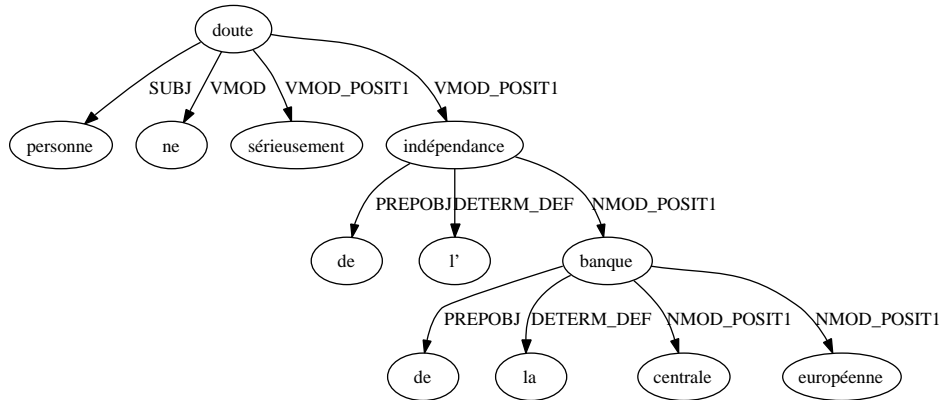 doute
SUBJ VMOD VMOD_POSIT1 VMOD_POSIT1
personne ne sérieusement indépendance
PREPOBJ DETERM_DEF NMOD_POSIT1
de l’ banque
PREPOBJ DETERM_DEF NMOD_POSIT1 NMOD_POSIT1
de la centrale européenne